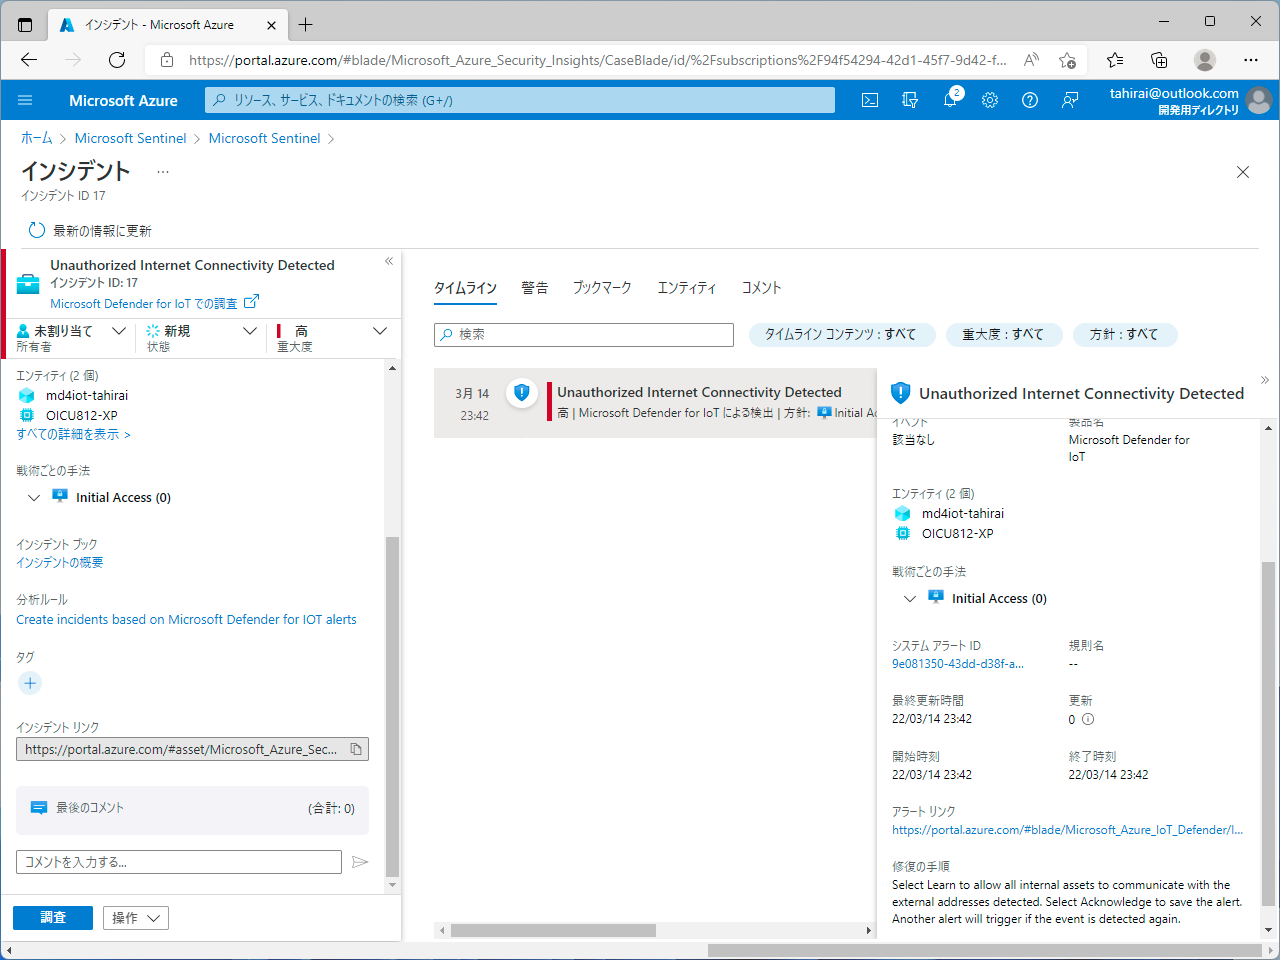 インシデント - Microsoft Azure
https://portal.azure.com/#blade/Microsoft_Azure_Security_Insights/CaseBlade/id/%2Fsubscriptions%2F94f54294-42d1-45f7-9d42-f...
Microsoft Azure
リソース、サービス、ドキュメントの検索 (G+/)
2
tahirai@outlook.com
開発用ディレクトリ
ホーム > Microsoft Sentinel > Microsoft Sentinel >
インシデント ...
インシデント ID 17
最新の情報に更新
Unauthorized Internet Connectivity Detected
インシデント ID: 17
Microsoft Defender for IoT での調査
未割り当て
所有者
新規
状態
高
重大度
エンティティ (2 個)
md4iot-tahirai
OICU812-XP
すべての詳細を表示 >
戦術ごとの手法
Initial Access (0)
インシデント ブック
インシデントの概要
分析ルール
Create incidents based on Microsoft Defender for IOT alerts
タグ
インシデント リンク
https://portal.azure.com/#asset/Microsoft_Azure_Sec...
最後のコメント (合計: 0)
コメントを入力する...
調査
操作
タイムライン 警告 ブックマーク エンティティ コメント
検索
タイムライン コンテンツ : すべて
重大度 : すべて
方針 : すべて
3月 14
23:42
Unauthorized Internet Connectivity Detected
高 | Microsoft Defender for IoT による検出 | 方針: Initial Ac
Unauthorized Internet Connectivity Detected
イベント
該当なし
製品名
Microsoft Defender for
IoT
エンティティ (2 個)
md4iot-tahirai
OICU812-XP
戦術ごとの手法
Initial Access (0)
システム アラート ID
9e081350-43dd-d38f-a...
規則名
--
最終更新時間
22/03/14 23:42
更新
0
開始時刻
22/03/14 23:42
終了時刻
22/03/14 23:42
アラート リンク
https://portal.azure.com/#blade/Microsoft_Azure_IoT_Defender/I...
修復の手順
Select Learn to allow all internal assets to communicate with the
external addresses detected. Select Acknowledge to save the alert.
Another alert will trigger if the event is detected again.